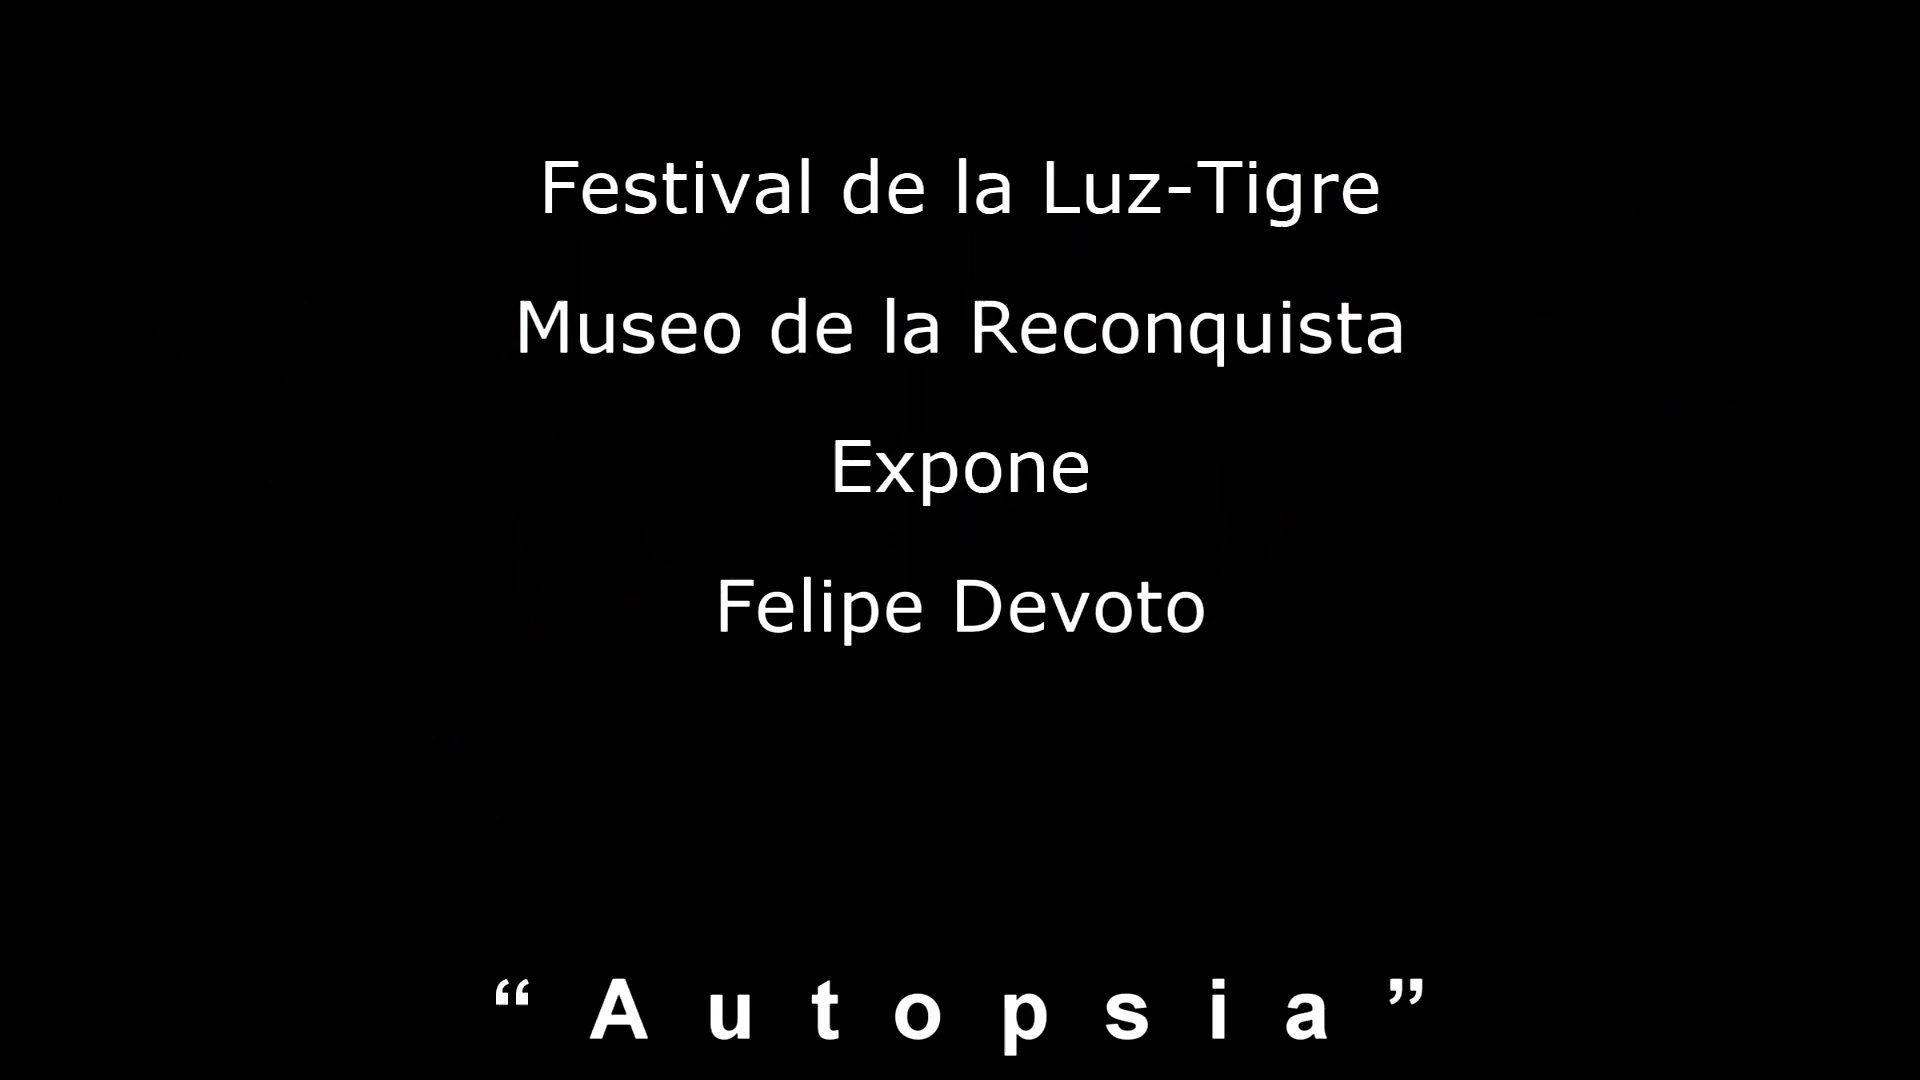 Festival de la Luz-Tigre
Museo de la Reconquista
Expone
Felipe Devoto
“ A u t o p s i a ”